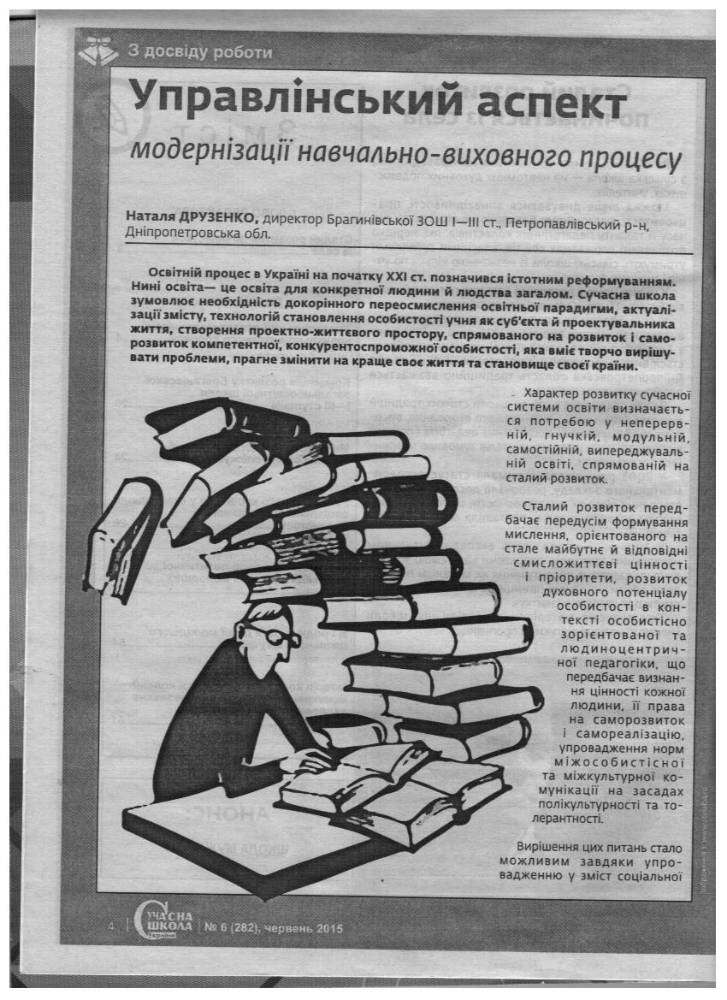 З досвіду роботи
Управлінський аспект
модернізації навчально-виховного процесу
Наталя ДРУЗЕНКО, директор Брагинівської ЗОШ І—ІІІ ст., Петропавлівський р-н,
Дніпропетровська обл.
Освітній процес в Україні на початку ХХІ ст. позначився істотним реформуванням.
Нині освіта— це освіта для конкретної людини й людства загалом. Сучасна школа
зумовлює необхідність докорінного переосмислення освітньої парадигми, актуалі-
зації змісту, технологій становлення особистості учня як суб’єкта й проектувальника
життя, створення проектно-життєвого простору, спрямованого на розвиток і само-
розвиток компетентної, конкурентоспроможної особистості, яка вміє творчо вирішу-
вати проблеми, прагне змінити на краще своє життя та становище своєї країни.
Характер розвитку сучасної
системи освіти визначаєть-
ся потребою у неперерв-
ній, гнучкій, модульній,
самостійній, випереджуваль-
ній освіті, спрямованій на
сталий розвиток.
Сталий розвиток перед-
бачає передусім формування
мислення, орієнтованого на
стале майбутнє й відповідні
смисложиттєві цінності
і пріоритети, розвиток
духовного потенціалу
особистості в кон-
тексті особистісно
зорієнтованої та
людиноцентрич-
ної педагогіки, що
передбачає визнан-
ня цінності кожної
людини, її права
на саморозвиток
і самореалізацію,
упровадження норм
міжособистісної
та міжкультурної ко-
мунікації на засадах
полікультурності та то-
лерантності.
Вирішення цих питань стало
можливим завдяки упро-
вадженню у зміст соціальної
4
СУЧАСНА
ШКОЛА
України
№ 6 (282), червень 2015